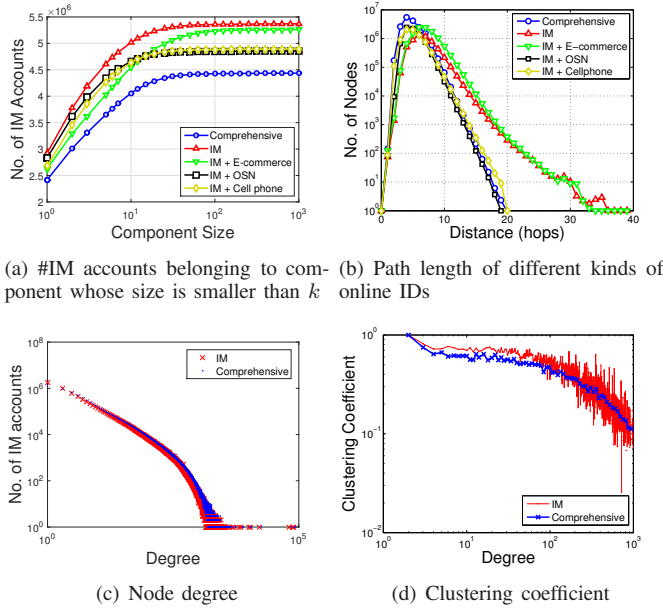 ×10^6
5.5
5
4.5
4
3.5
3
2.5
2
No. of IM Accounts
Comprehensive
IM
IM + E-commerce
IM + OSN
IM + Cell phone
10^0 10^1 10^2 10^3
Component Size
10^7
10^6
10^5
10^4
10^3
10^2
10^1
10^0
No. of Nodes
Comprehensive
IM
IM + E−commerce
IM + OSN
IM + Cellphone
0 10 20 30 40
Distance (hops)
(a) #IM accounts belonging to com-
ponent whose size is smaller than k
(b) Path length of different kinds of
online IDs
10^8
10^6
10^4
10^2
10^0
No. of IM accounts
IM
Comprehensive
10^0 10^5
Degree
10^0
10^-1
10^-2
Clustering Coefficient
IM
Comprehensive
10^0 10^1 10^2 10^3
Degree
(c) Node degree
(d) Clustering coefficient